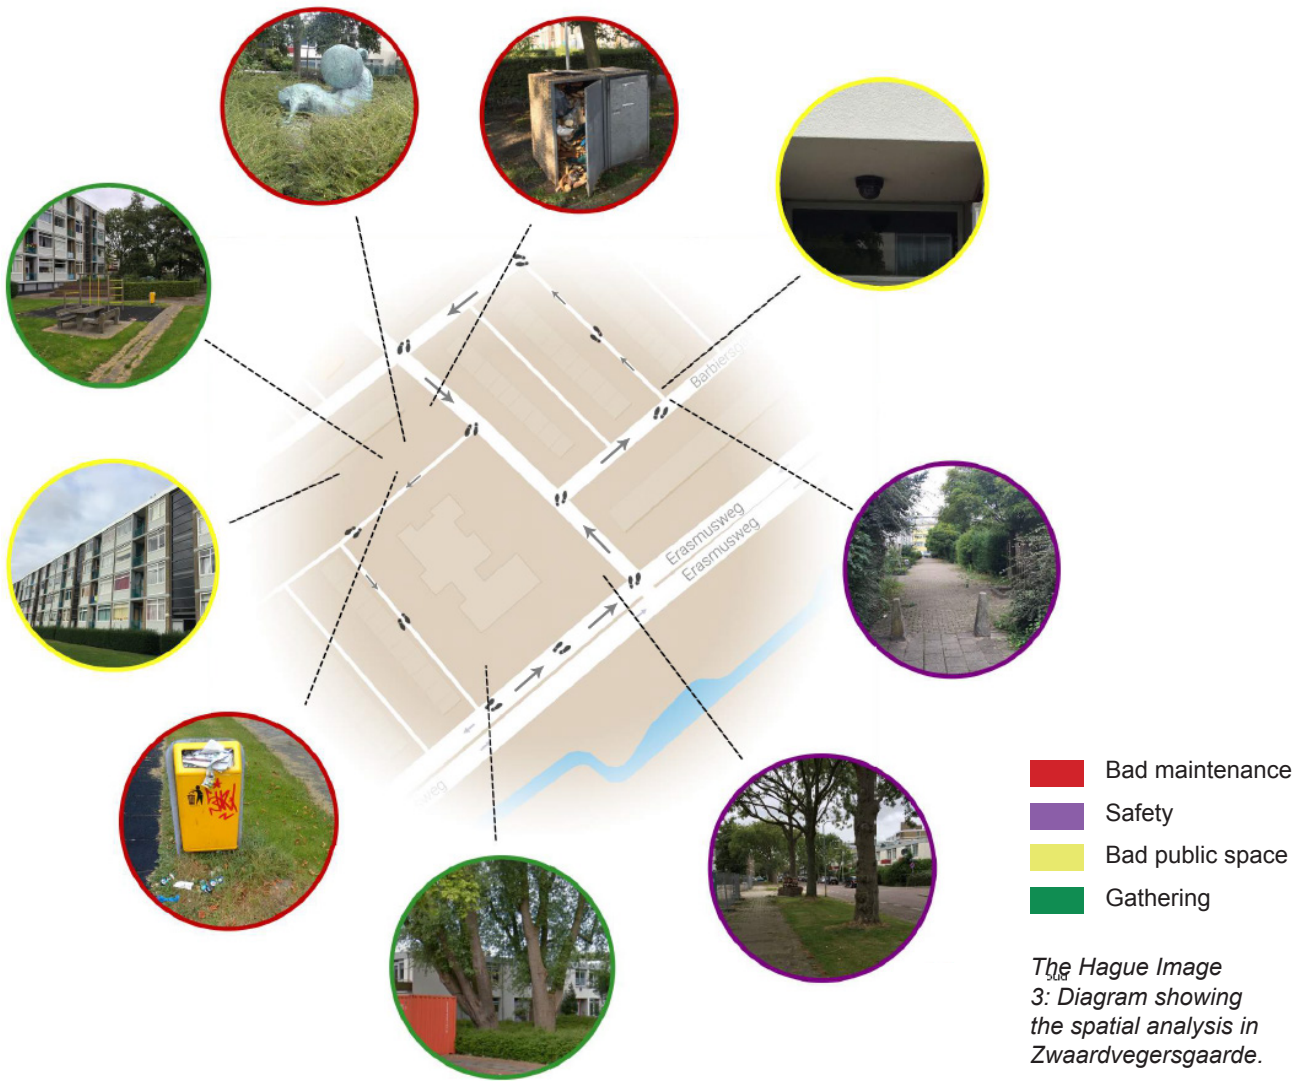 Barbiersg
Erasmusweg
Erasmusweg
weg
Bad maintenance
Safety
Bad public space
Gathering
The Hague Image
3: Diagram showing
the spatial analysis in
Zwaardvegersgaarde.